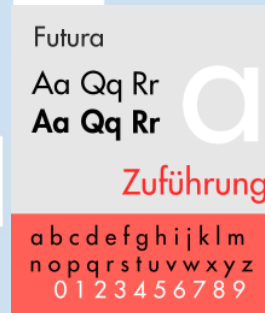 Futura
Aa Qq Rr
Aa Qq Rr
a
Zuführung
abcdefghijklm
nopqrstuvwxyz
0123456789